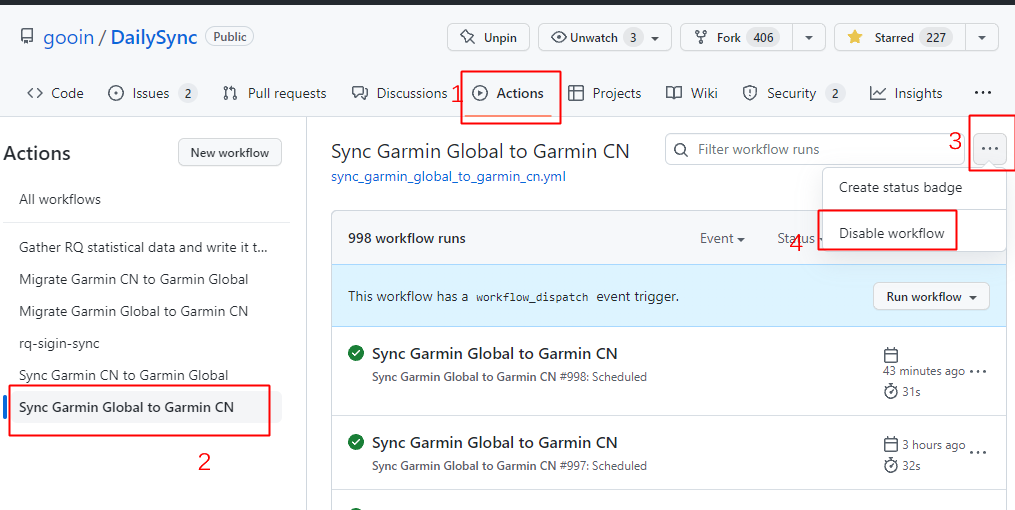 gooin / DailySync Public
Unpin Unwatch 3 Fork 406 Starred 227
Code Issues 2 Pull requests Discussions 1 Actions Projects Wiki Security 2 Insights ...
Actions New workflow
All workflows
Gather RQ statistical data and write it t...
Migrate Garmin CN to Garmin Global
Migrate Garmin Global to Garmin CN
rq-sigin-sync
Sync Garmin CN to Garmin Global
Sync Garmin Global to Garmin CN
2
Sync Garmin Global to Garmin CN
sync_garmin_global_to_garmin_cn.yml
Filter workflow runs 3 ...
Create status badge
Disable workflow
998 workflow runs Event Status 4
This workflow has a workflow_dispatch event trigger. Run workflow
Sync Garmin Global to Garmin CN
Sync Garmin Global to Garmin CN #998: Scheduled
43 minutes ago ...
31s
Sync Garmin Global to Garmin CN
Sync Garmin Global to Garmin CN #997: Scheduled
3 hours ago ...
32s